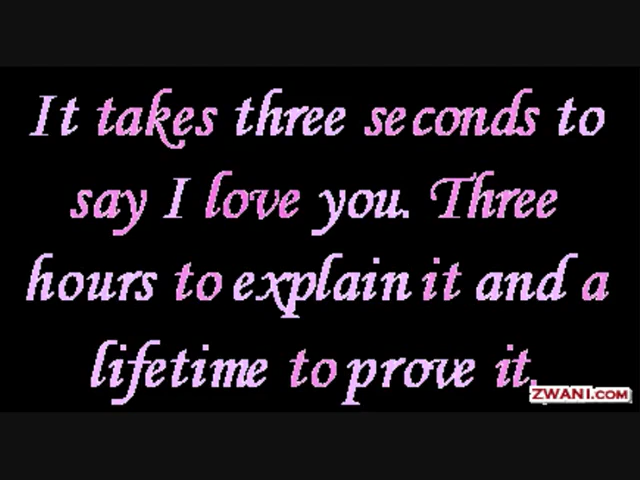 It takes three seconds to
say I love you. Three
hours to explain it and a
lifetime to prove it.
ZWANI.COM